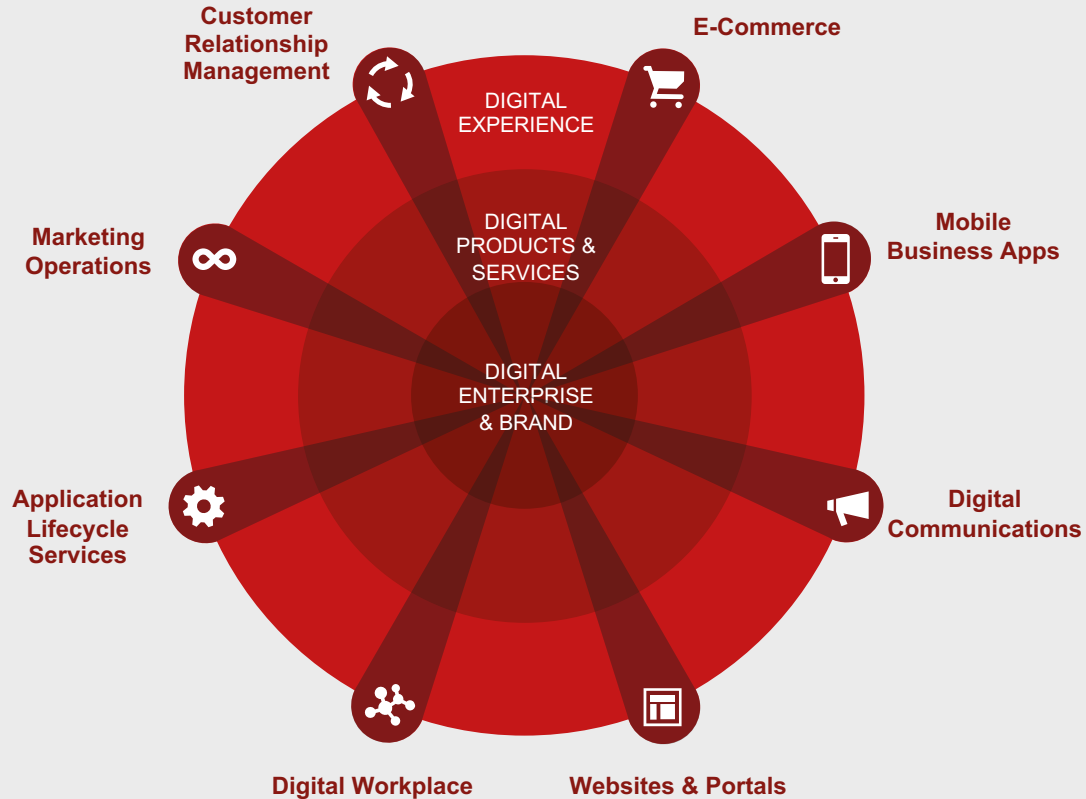 Customer
Relationship
Management
E-Commerce
DIGITAL
EXPERIENCE
Marketing
Operations
DIGITAL
PRODUCTS &
SERVICES
Mobile
Business Apps
DIGITAL
ENTERPRISE
& BRAND
Application
Lifecycle
Services
Digital
Communications
Digital Workplace
Websites & Portals